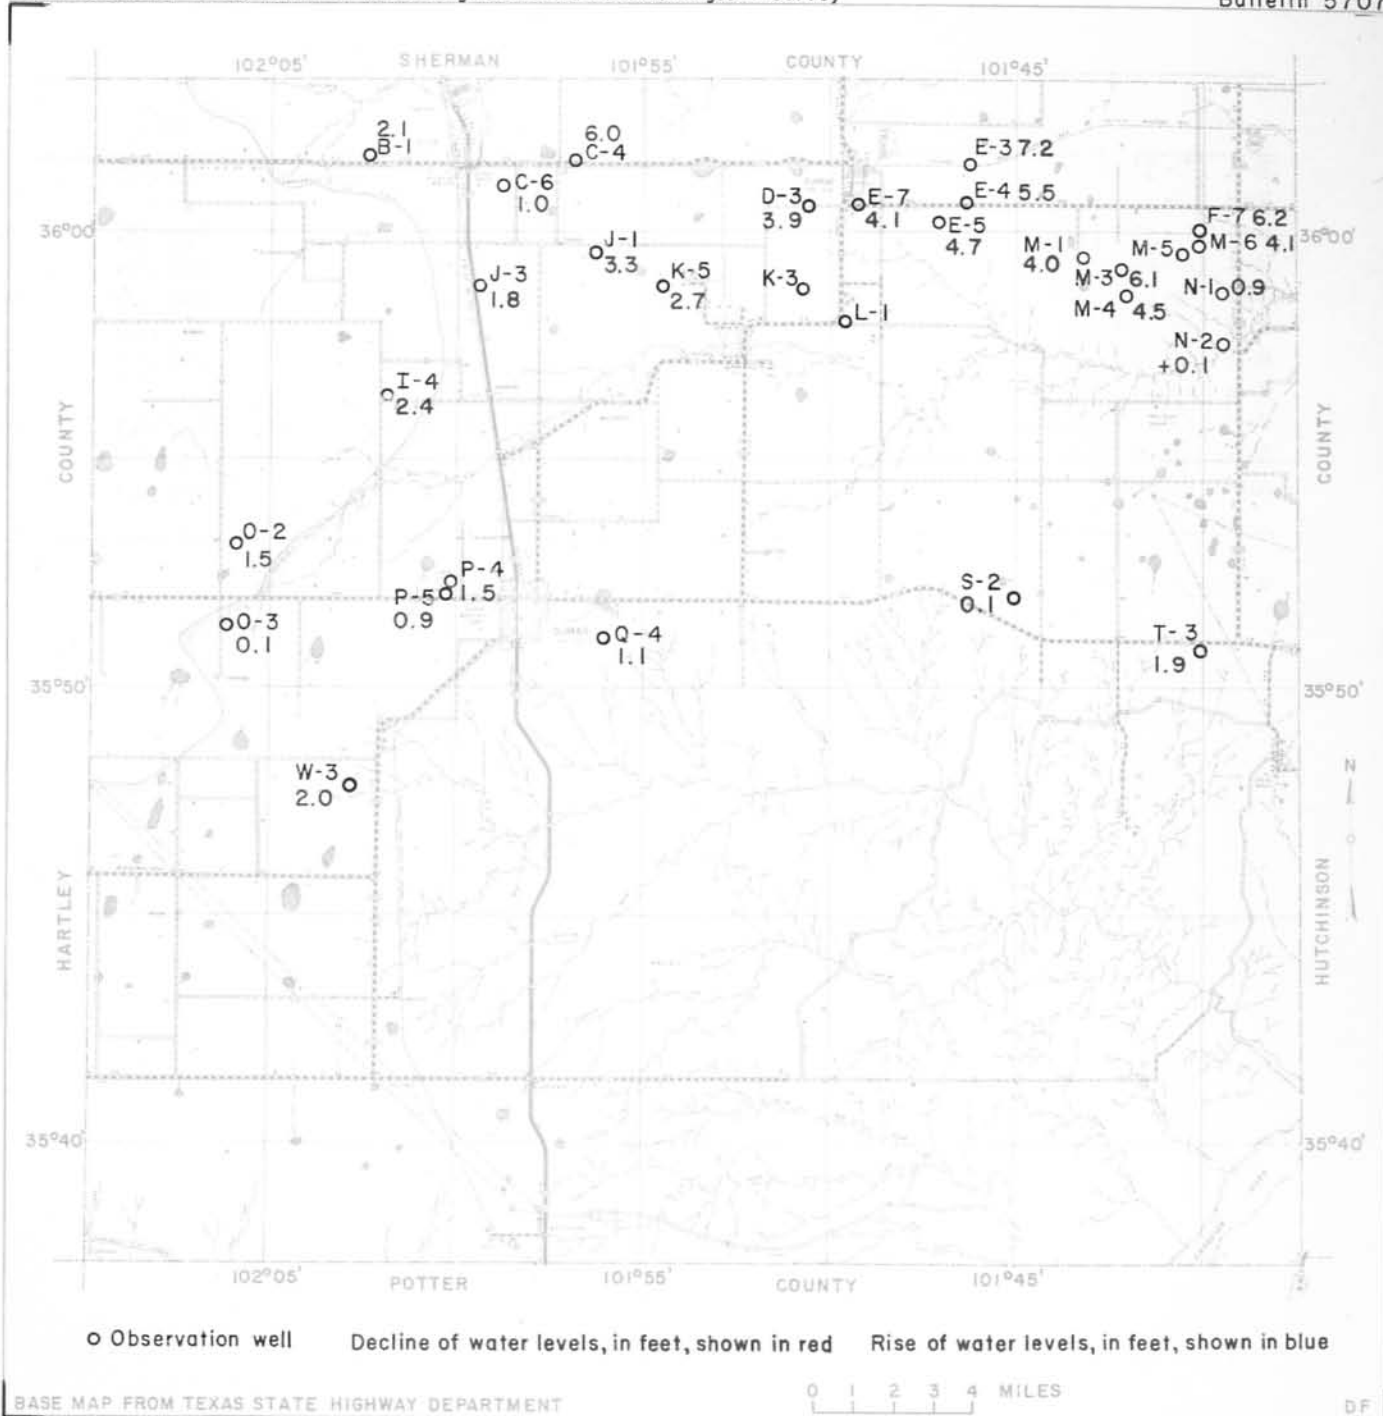 Bulletin 5707
102°05'
SHERMAN
101°55'
COUNTY
101°45'
2.1
B-1
6.0
C-4
C-6
1.0
E-3 7.2
E-4 5.5
D-3
3.9
E-7
4.1
E-5
4.7
F-7 6.2
M-6 4.1
M-5
36°00'
36°00'
J-1
3.3
M-1
4.0
M-3 6.1
M-4 4.5
N-1 0.9
J-3
1.8
K-5
2.7
K-3
L-1
N-2
+0.1
I-4
2.4
COUNTY
COUNTY
O-2
1.5
P-4
1.5
P-5
0.9
S-2
0.1
O-3
0.1
Q-4
1.1
T-3
1.9
35°50'
35°50'
W-3
2.0
N
HARTLEY
HUTCHINSON
35°40'
35°40'
102°05'
POTTER
101°55'
COUNTY
101°45'
Observation well
Decline of water levels, in feet, shown in red
Rise of water levels, in feet, shown in blue
BASE MAP FROM TEXAS STATE HIGHWAY DEPARTMENT
0 1 2 3 4 MILES
DF